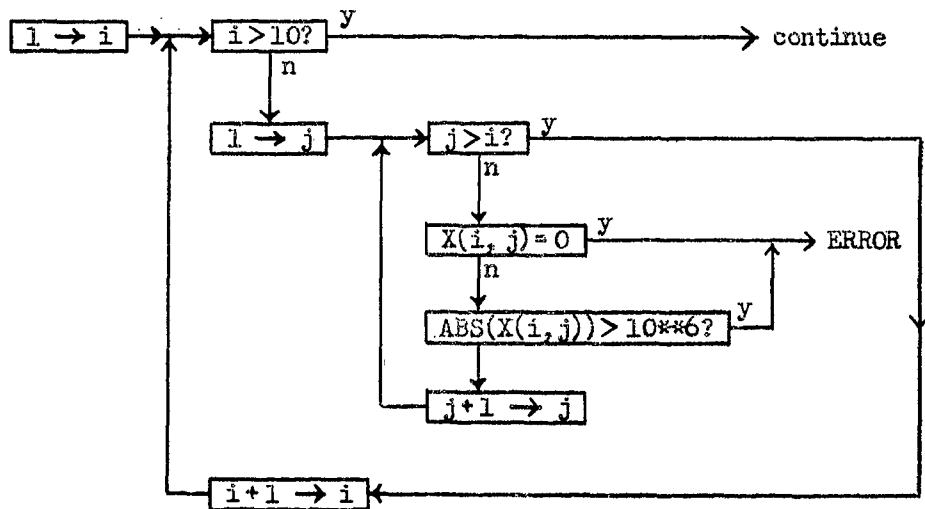 1 → i
i > 10?
y
continue
n
1 → j
j > i?
y
n
X(i, j) = 0
y
ERROR
n
ABS(X(i,j)) > 10**6?
y
j+1 → j
i+1 → i